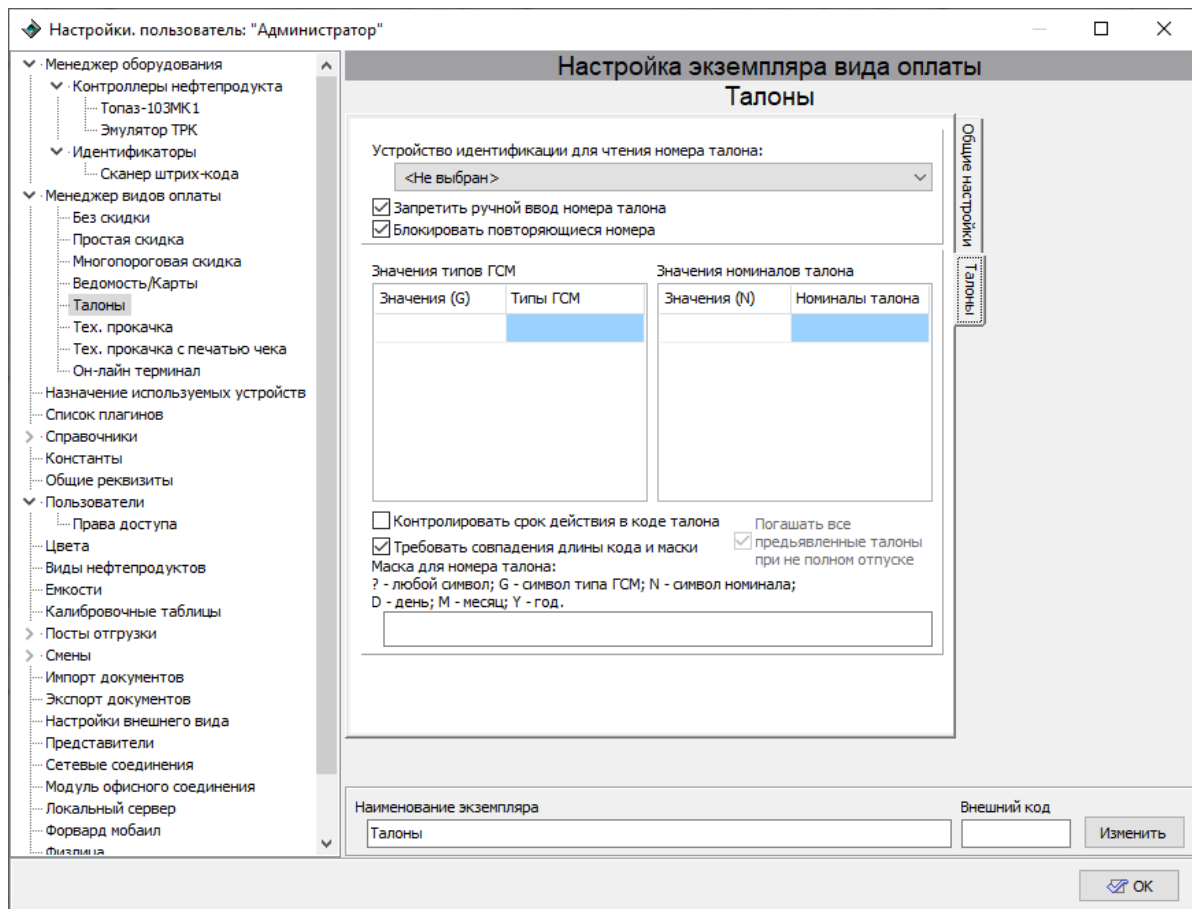 Настройки. пользователь: "Администратор"
Менеджер оборудования
Контроллеры нефтепродукта
Топаз-103МК1
Эмулятор ТРК
Идентификаторы
Сканер штрих-кода
Менеджер видов оплаты
Без скидки
Простая скидка
Многопороговая скидка
Ведомость/Карты
Талоны
Тех. прокачка
Тех. прокачка с печатью чека
Он-лайн терминал
Назначение используемых устройств
Список плагинов
Справочники
Константы
Общие реквизиты
Пользователи
Права доступа
Цвета
Виды нефтепродуктов
Емкости
Калибровочные таблицы
Посты отгрузки
Смены
Импорт документов
Экспорт документов
Настройки внешнего вида
Представители
Сетевые соединения
Модуль офисного соединения
Локальный сервер
Форвард мобаил
Физлица
Настройка экземпляра вида оплаты
Талоны
Общие настройки
Талоны
Устройство идентификации для чтения номера талона:
<Не выбран>
Запретить ручной ввод номера талона
Блокировать повторяющиеся номера
Значения типов ГСМ
Значения (G) Типы ГСМ
Значения номиналов талона
Значения (N) Номиналы талона
Контролировать срок действия в коде талона
Требовать совпадения длины кода и маски
Погашать все
предьявленные талоны
при не полном отпуске
Маска для номера талона:
? - любой символ; G - символ типа ГСМ; N - символ номинала;
D - день; M - месяц; Y - год.
Наименование экземпляра
Талоны
Внешний код
Изменить
OK